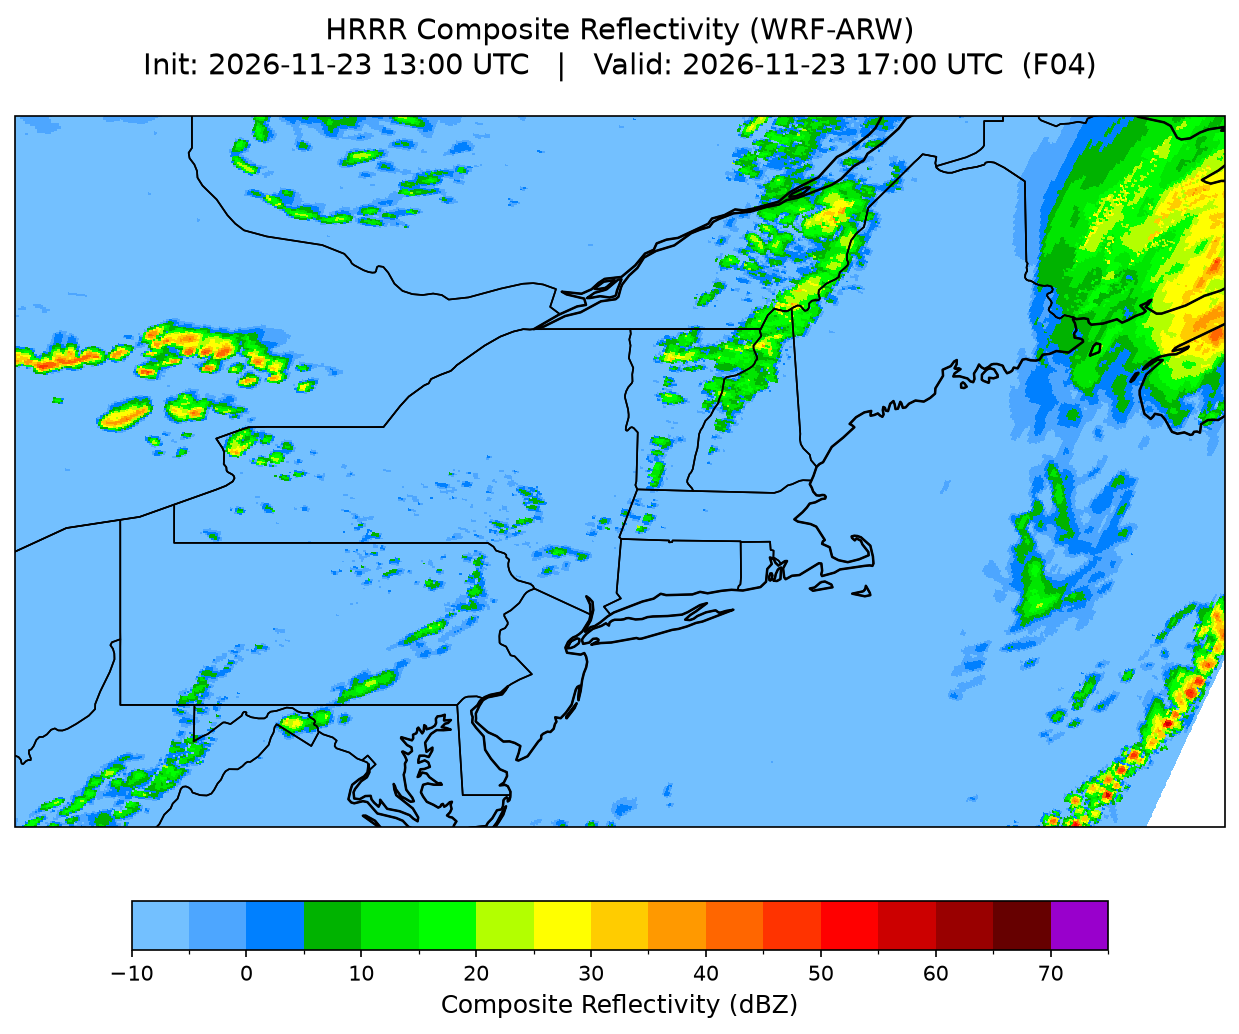 HRRR Composite Reflectivity (WRF-ARW)
Init: 2026-11-23 13:00 UTC   |   Valid: 2026-11-23 17:00 UTC  (F04)
−10 0 10 20 30 40 50 60 70
Composite Reflectivity (dBZ)